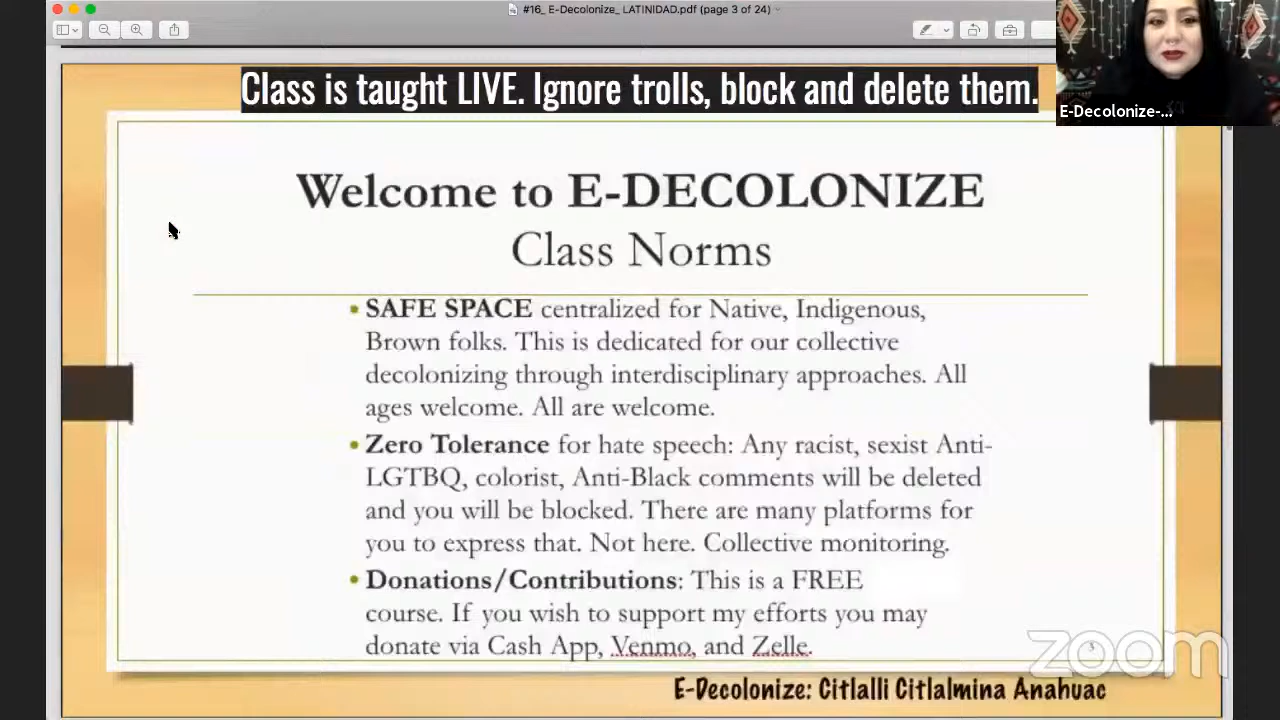 #16_ E-Decolonize_ LATINIDAD.pdf (page 3 of 24)
Class is taught LIVE. Ignore trolls, block and delete them.
E-Decolonize-...
Welcome to E-DECOLONIZE
Class Norms
• SAFE SPACE centralized for Native, Indigenous,
Brown folks. This is dedicated for our collective
decolonizing through interdisciplinary approaches. All
ages welcome. All are welcome.
• Zero Tolerance for hate speech: Any racist, sexist Anti-
LGTBQ, colorist, Anti-Black comments will be deleted
and you will be blocked. There are many platforms for
you to express that. Not here. Collective monitoring.
• Donations/Contributions: This is a FREE
course. If you wish to support my efforts you may
donate via Cash App, Venmo, and Zelle.
zoom
E-Decolonize: Citlalli Citlalmina Anahuac